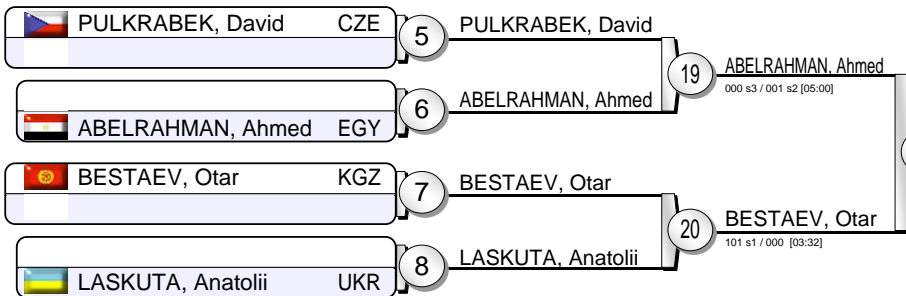 PULKRABEK, David CZE
5
PULKRABEK, David
19
ABELRAHMAN, Ahmed
000 s3 / 001 s2 [05:00]
6
ABELRAHMAN, Ahmed
ABELRAHMAN, Ahmed EGY
BESTAEV, Otar KGZ
7
BESTAEV, Otar
20
BESTAEV, Otar
101 s1 / 000 [03:32]
8
LASKUTA, Anatolii
LASKUTA, Anatolii UKR